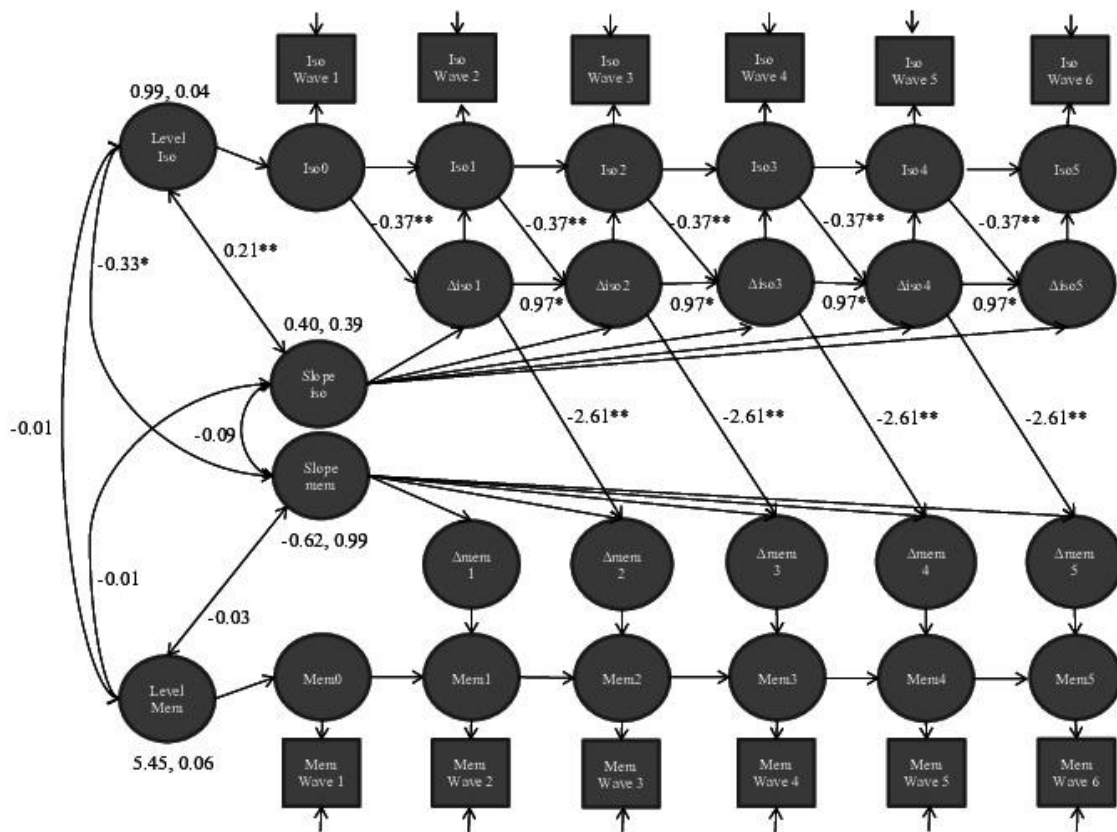 Iso
Wave 1
Iso
Wave 2
Iso
Wave 3
Iso
Wave 4
Iso
Wave 5
Iso
Wave 6
0.99, 0.04
Level
Iso
Iso0
Iso1
Iso2
Iso3
Iso4
Iso5
-0.37**
-0.37**
-0.37**
-0.37**
-0.37**
-0.33*
0.21**
Δiso1
Δiso2
Δiso3
Δiso4
Δiso5
0.97*
0.97*
0.97*
0.97*
0.40, 0.39
Slope
iso
-0.01
-0.09
-2.61**
-2.61**
-2.61**
-2.61**
Slope
mem
-0.62, 0.99
Δmem
1
Δmem
2
Δmem
3
Δmem
4
Δmem
5
-0.01
-0.03
Level
Mem
Mem0
Mem1
Mem2
Mem3
Mem4
Mem5
5.45, 0.06
Mem
Wave 1
Mem
Wave 2
Mem
Wave 3
Mem
Wave 4
Mem
Wave 5
Mem
Wave 6